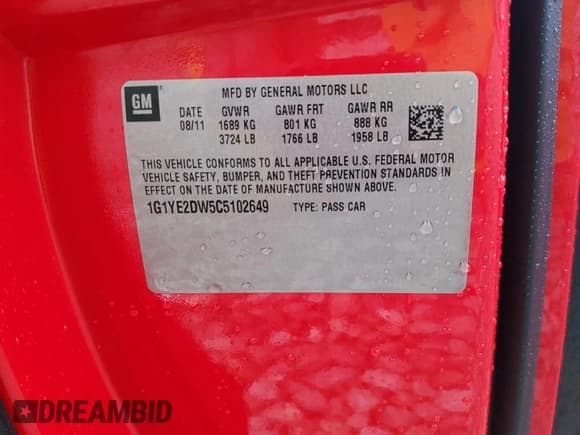 GM
MFD BY GENERAL MOTORS LLC
DATE GVWR GAWR FRT GAWR RR
08/11 1689 KG 801 KG 888 KG
3724 LB 1766 LB 1958 LB
THIS VEHICLE CONFORMS TO ALL APPLICABLE U.S. FEDERAL MOTOR
VEHICLE SAFETY, BUMPER, AND THEFT PREVENTION STANDARDS IN
EFFECT ON THE DATE OF MANUFACTURE SHOWN ABOVE.
1G1YE2DW5C5102649 TYPE: PASS CAR
DREAMBID